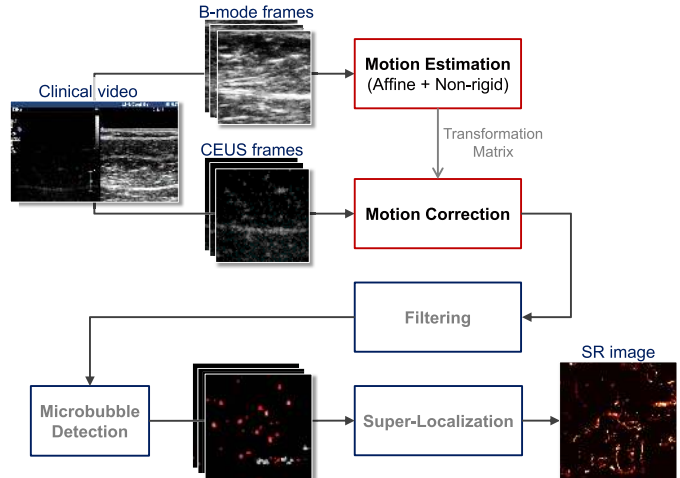 B-mode frames
Motion Estimation
(Affine + Non-rigid)
Clinical video
Transformation
Matrix
CEUS frames
Motion Correction
Filtering
SR image
Microbubble
Detection
Super-Localization